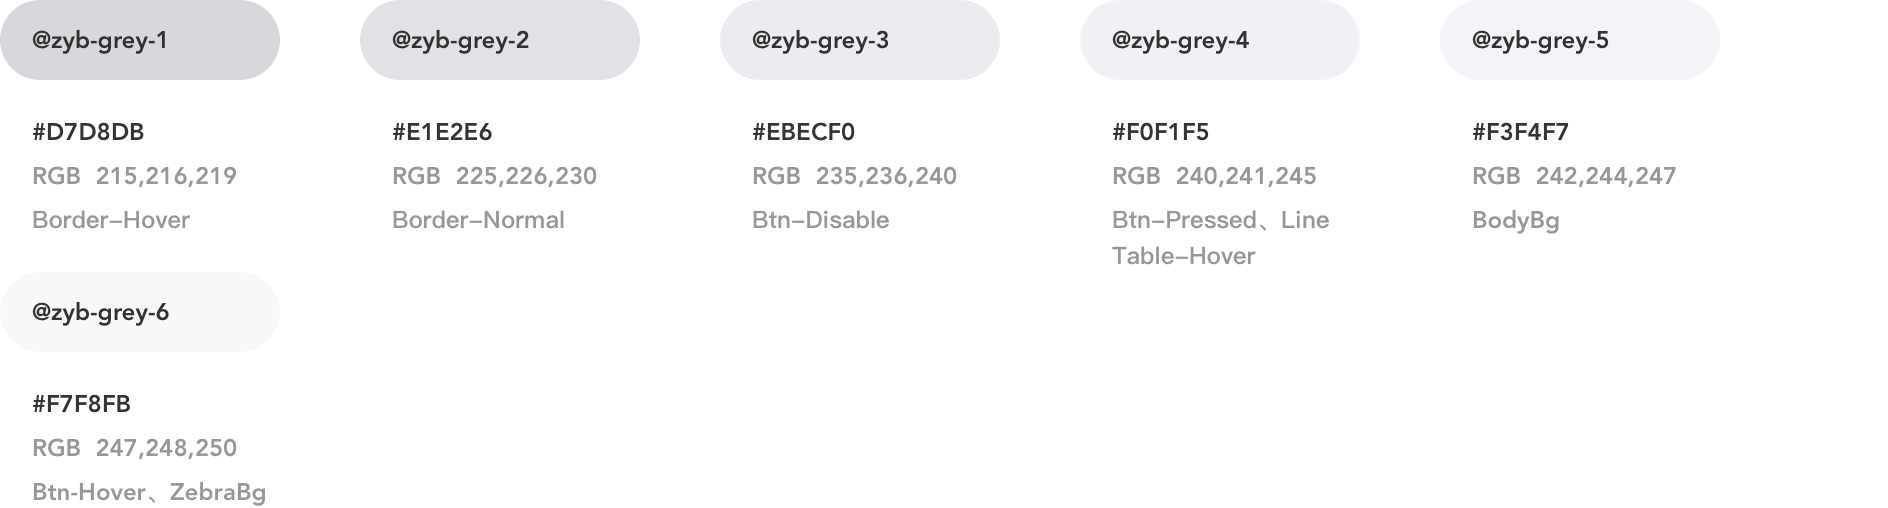 @zyb-grey-1
@zyb-grey-2
@zyb-grey-3
@zyb-grey-4
@zyb-grey-5
#D7D8DB
#E1E2E6
#EBECF0
#F0F1F5
#F3F4F7
RGB 215,216,219
RGB 225,226,230
RGB 235,236,240
RGB 240,241,245
RGB 242,244,247
Border–Hover
Border–Normal
Btn–Disable
Btn–Pressed、Line
BodyBg
Table–Hover
@zyb-grey-6
#F7F8FB
RGB 247,248,250
Btn-Hover、ZebraBg